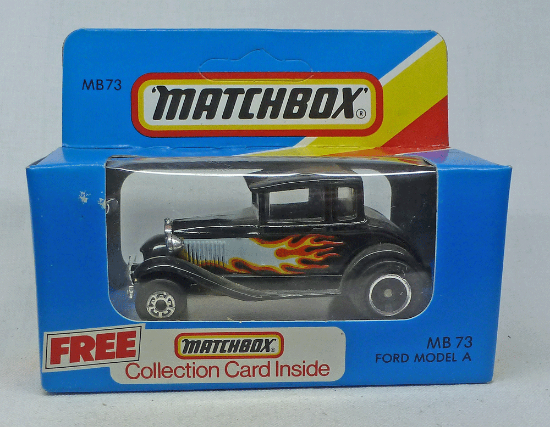 MB73
'MATCHBOX'®
FREE
MATCHBOX®
Collection Card Inside
MB 73
FORD MODEL A